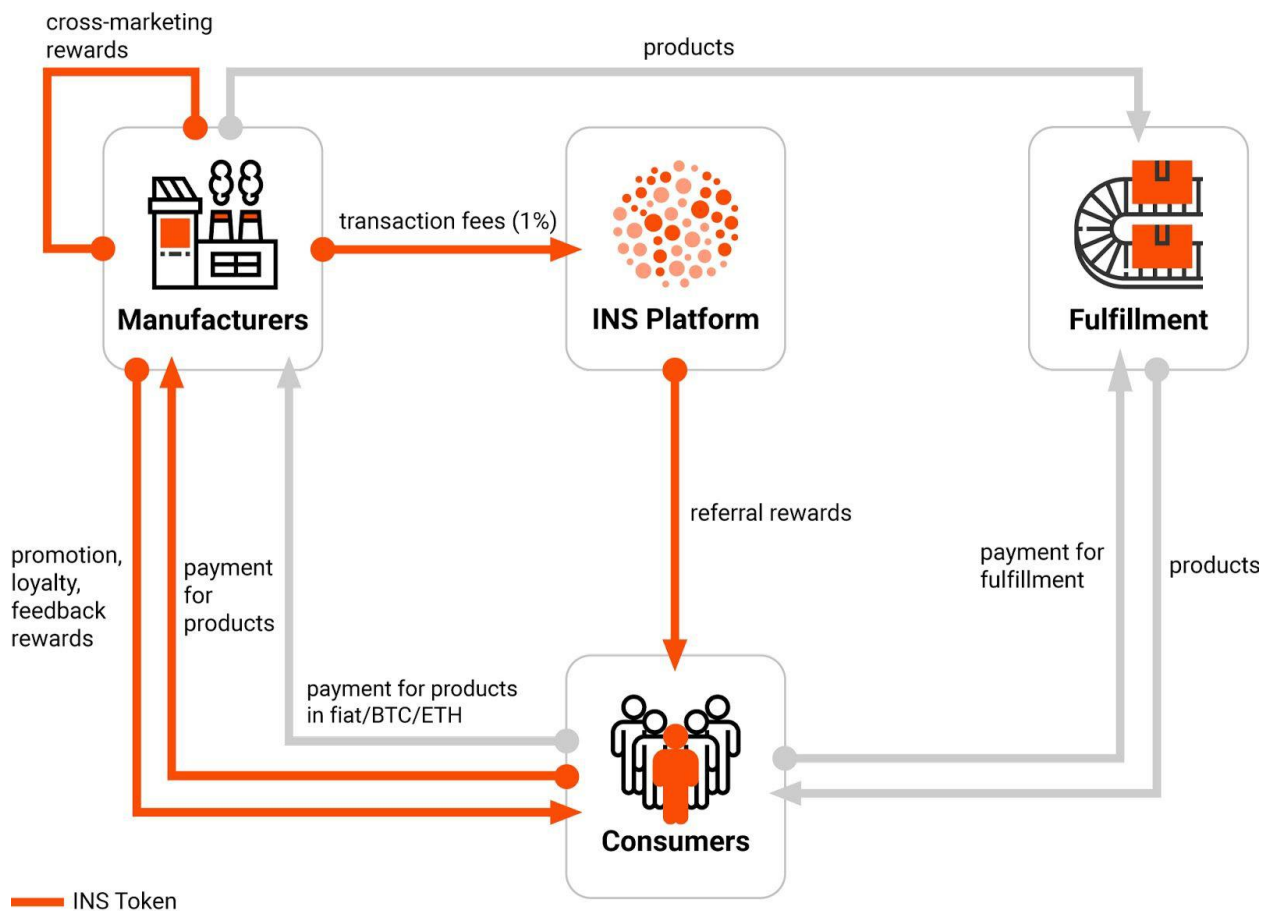 cross-marketing
rewards
products
transaction fees (1%)
Manufacturers
INS Platform
Fulfillment
referral rewards
promotion,
loyalty,
feedback
rewards
payment
for
products
payment for
fulfillment
products
payment for products
in fiat/BTC/ETH
Consumers
INS Token